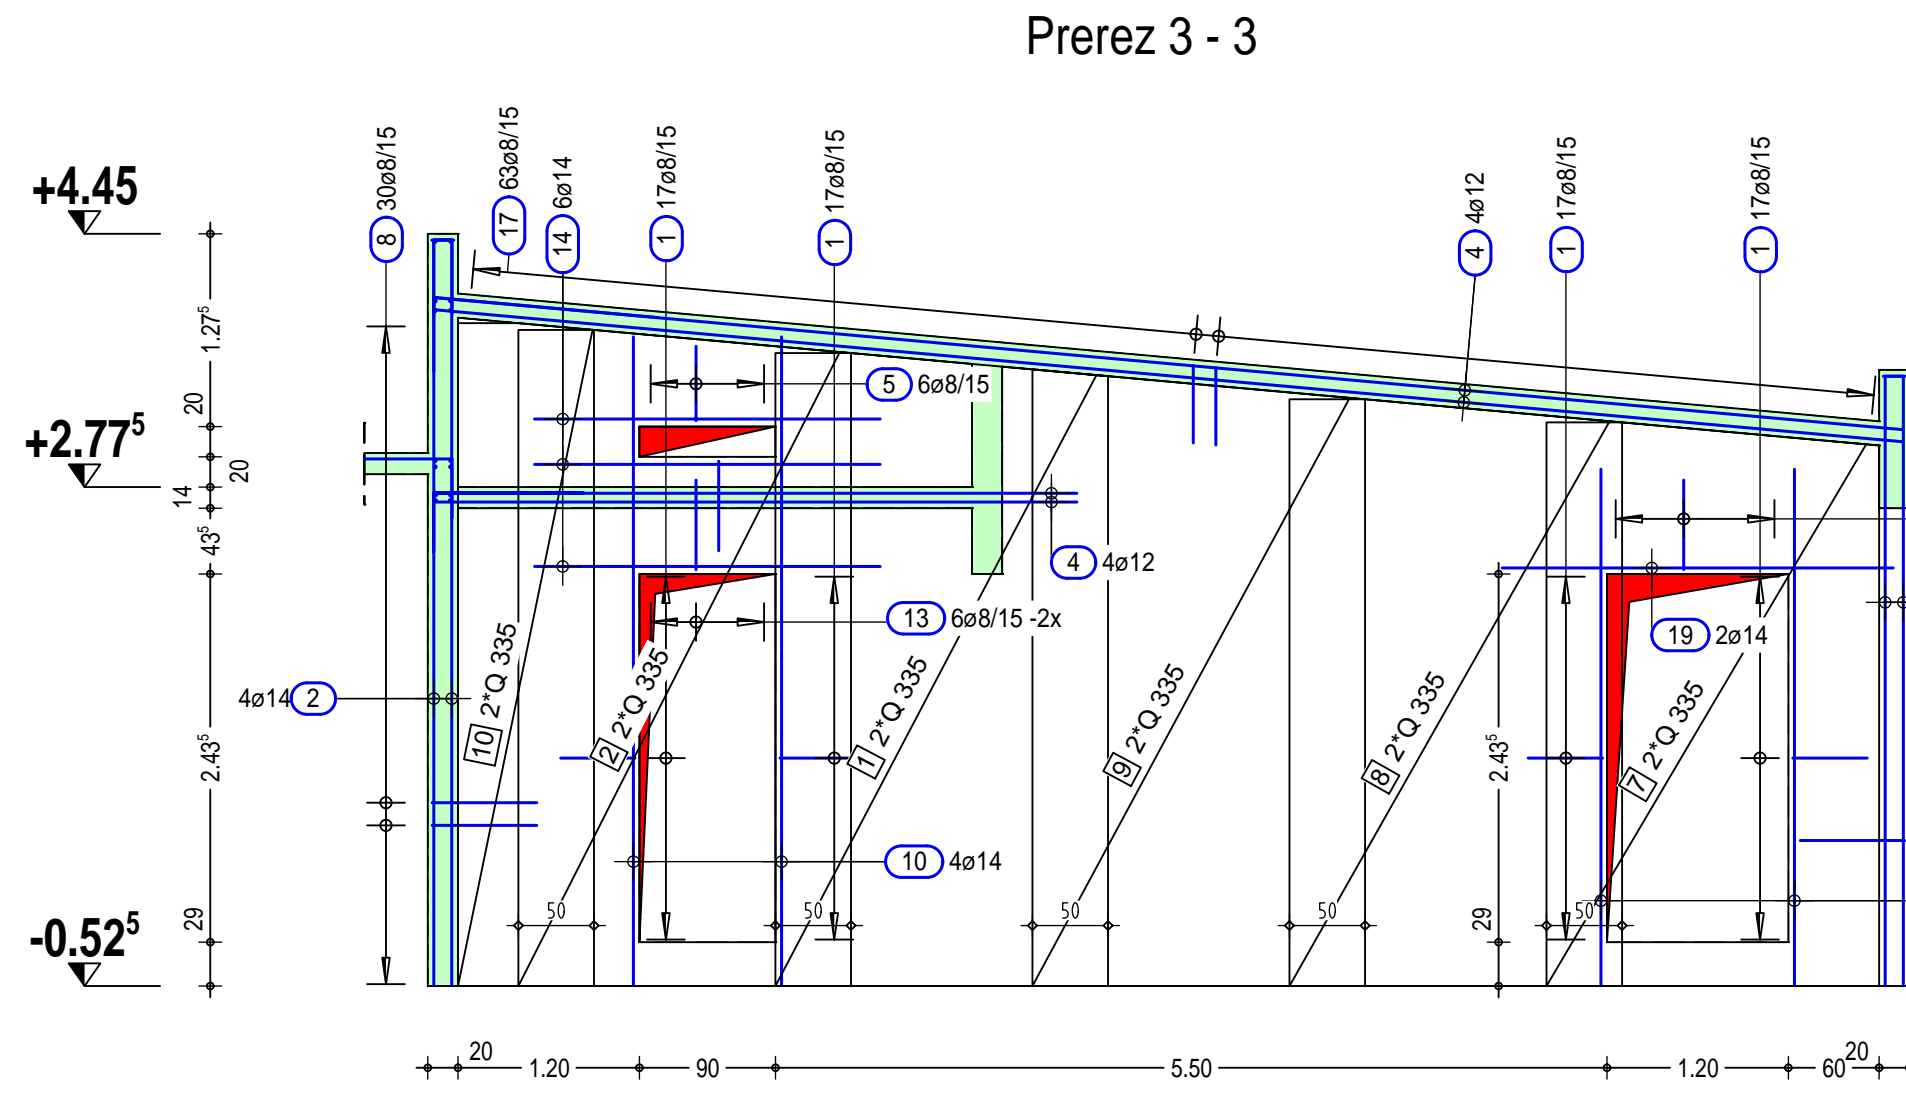 Prerez 3 - 3
8 30ø8/15
17 63ø8/15
14 6ø14
1 17ø8/15
1 17ø8/15
4 4ø12
1 17ø8/15
1 17ø8/15
+4.45
1.27⁵
20
5 6ø8/15
+2.77⁵
20
14
43⁵
4 4ø12
13 6ø8/15 -2x
19 2ø14
4ø14 2
10 2*Q 335
2 2*Q 335
1 2*Q 335
9 2*Q 335
8 2*Q 335
7 2*Q 335
2.43⁵
2.43⁵
10 4ø14
-0.52⁵
29
50
50
50
50
50
29
20
1.20
90
5.50
1.20
60
20